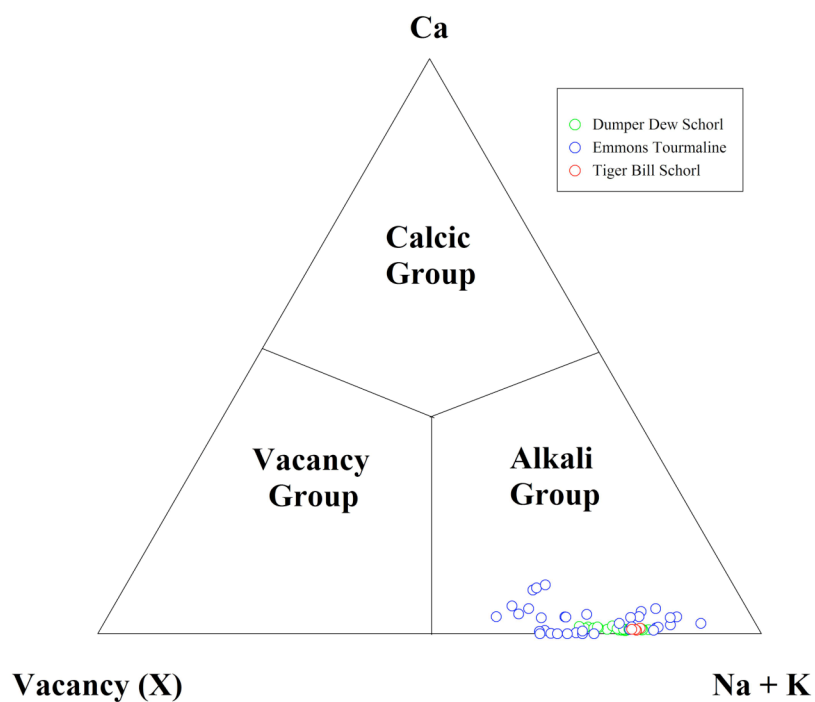 Ca
Dumper Dew Schorl
Emmons Tourmaline
Tiger Bill Schorl
Calcic
Group
Vacancy
Group
Alkali
Group
Vacancy (X)
Na + K